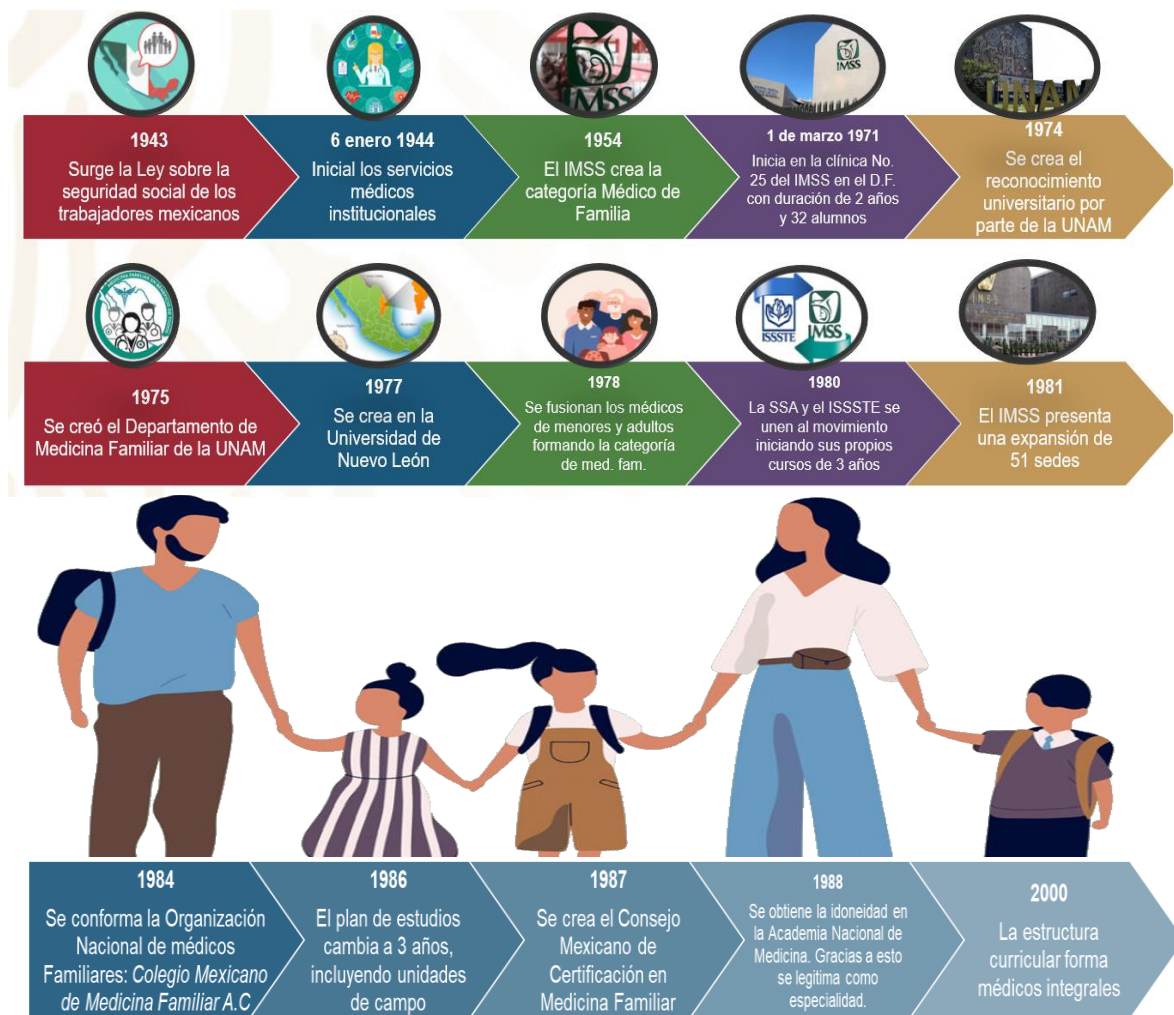 IMSS
IMSS
UNAM
1943
Surge la Ley sobre la
seguridad social de los
trabajadores mexicanos
6 enero 1944
Inicial los servicios
médicos
institucionales
1954
El IMSS crea la
categoría Médico de
Familia
1 de marzo 1971
Inicia en la clínica No.
25 del IMSS en el D.F.
con duración de 2 años
y 32 alumnos
1974
Se crea el
reconocimiento
universitario por
parte de la UNAM
ISSSTE
IMSS
1975
Se creó el Departamento de
Medicina Familiar de la UNAM
1977
Se crea en la
Universidad de
Nuevo León
1978
Se fusionan los médicos
de menores y adultos
formando la categoría
de med. fam.
1980
La SSA y el ISSSTE se
unen al movimiento
iniciando sus propios
cursos de 3 años
1981
El IMSS presenta
una expansión de
51 sedes
1984
Se conforma la Organización
Nacional de médicos
Familiares: Colegio Mexicano
de Medicina Familiar A.C
1986
El plan de estudios
cambia a 3 años,
incluyendo unidades
de campo
1987
Se crea el Consejo
Mexicano de
Certificación en
Medicina Familiar
1988
Se obtiene la idoneidad en
la Academia Nacional de
Medicina. Gracias a esto
se legitima como
especialidad.
2000
La estructura
curricular forma
médicos integrales